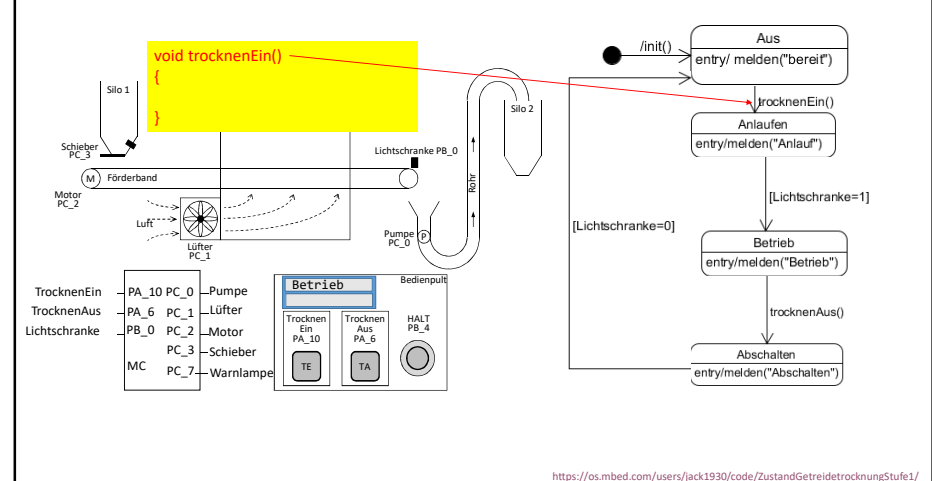 void trocknenEin()
{
}
Silo 1
Schieber
PC_3
M
Förderband
Motor
PC_2
Luft
Lüfter
PC_1
Lichtschranke PB_0
Pumpe
PC_0
P
Rohr
Silo 2
TrocknenEin
TrocknenAus
Lichtschranke
PA_10 PC_0
PA_6 PC_1
PB_0 PC_2
PC_3
MC
PC_7
Pumpe
Lüfter
Motor
Schieber
Warnlampe
Betrieb
Bedienpult
Trocknen
Ein
PA_10
TE
Trocknen
Aus
PA_6
TA
HALT
PB_4
/init()
Aus
entry/ melden("bereit")
trocknenEin()
Anlaufen
entry/melden("Anlauf")
[Lichtschranke=1]
[Lichtschranke=0]
Betrieb
entry/melden("Betrieb")
trocknenAus()
Abschalten
entry/melden("Abschalten")
https://os.mbed.com/users/jack1930/code/ZustandGetreidetrocknungStufe1/